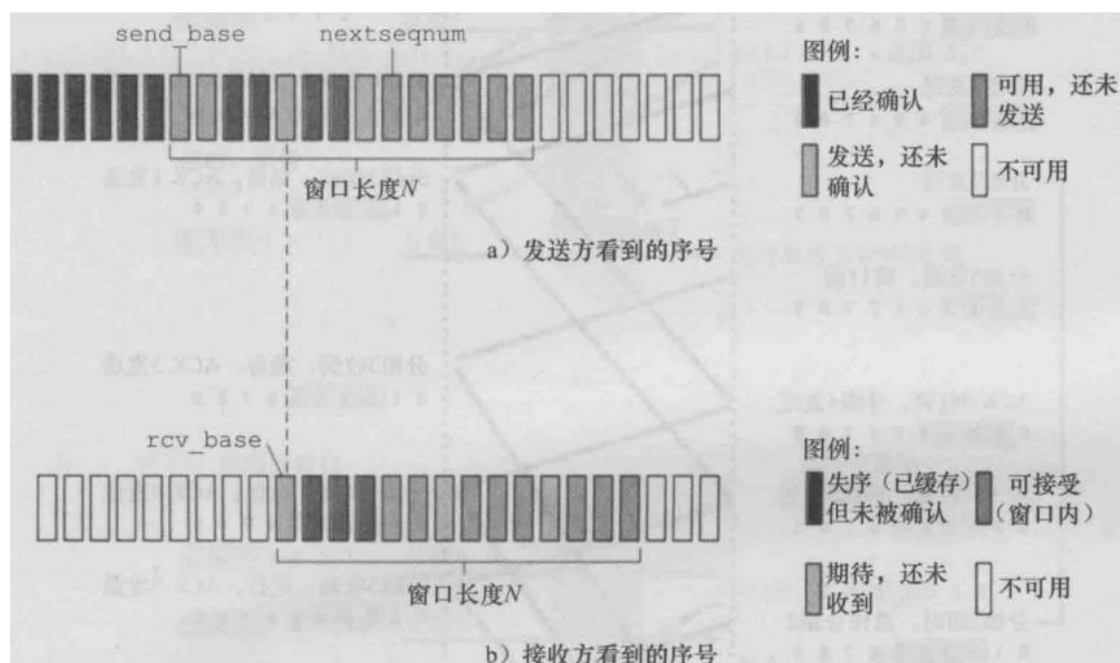 send_base
nextseqnum
图例:
已经确认
可用，还未
发送
发送，还未
确认
不可用
窗口长度N
a）发送方看到的序号
rcv_base
图例:
失序（已缓存）
但未被确认
可接受
（窗口内）
期待，还未
收到
不可用
窗口长度N
b）接收方看到的序号